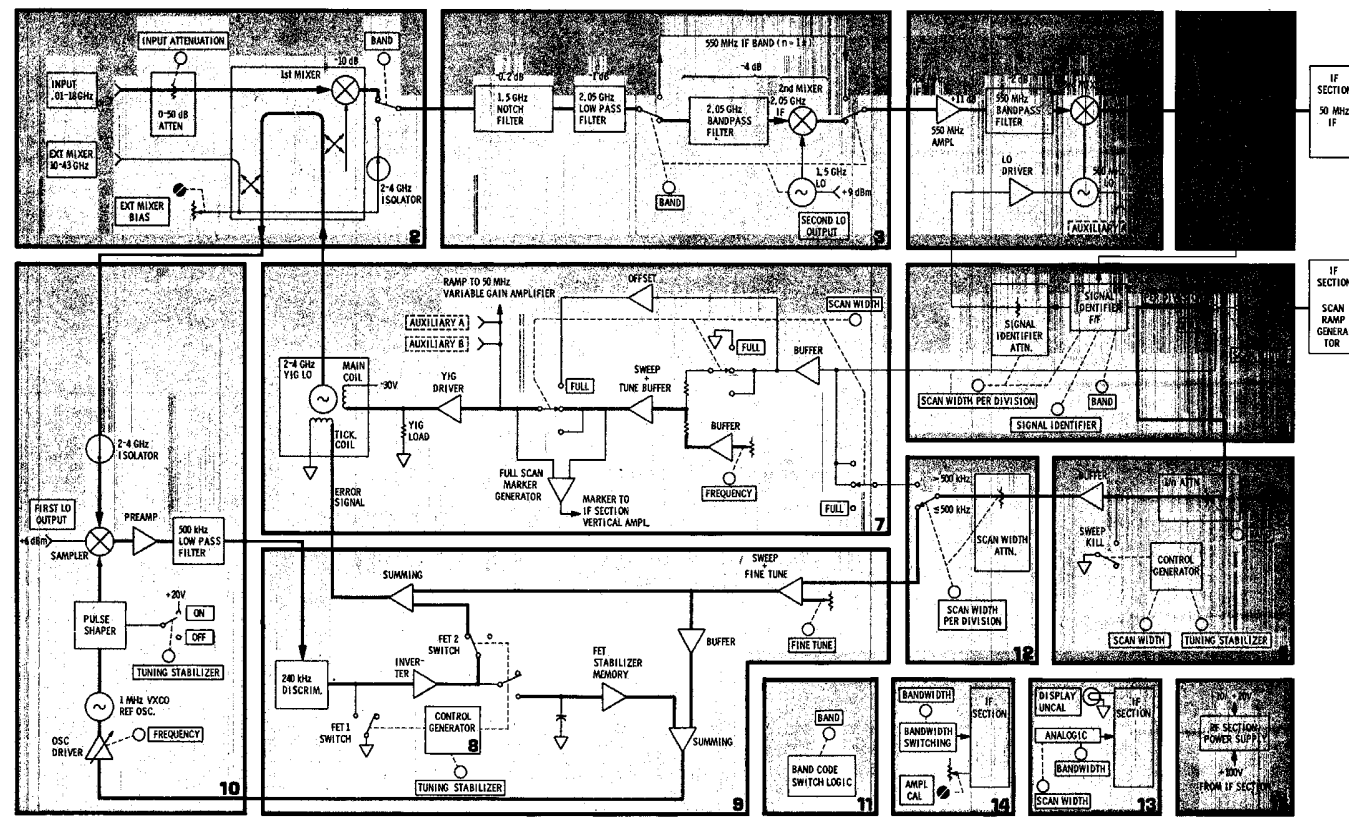 INPUT ATTENUATION
BAND
INPUT
.01-18GHz
0-50 dB
ATTEN
1st MIXER
-10 dB
EXT MIXER
10-43 GHz
EXT MIXER
BIAS
2-4 GHz
ISOLATOR
2
-0.2 dB
1.5 GHz
NOTCH
FILTER
-1 dB
2.05 GHz
LOW PASS
FILTER
550 MHz IF BAND (n = 1±)
-4 dB
2.05 GHz
BANDPASS
FILTER
2nd MIXER
2.05 GHz
IF
1.5 GHz
LO
+9 dBm
BAND
SECOND LO
OUTPUT
3
+11 dB
550 MHz
AMPL
550 MHz
BANDPASS
FILTER
LO
DRIVER
500 MHz
LO
AUXILIARY A
IF
SECTION
50 MHz
IF
RAMP TO 50 MHz
VARIABLE GAIN AMPLIFIER
AUXILIARY A
AUXILIARY B
OFFSET
SCAN WIDTH
2-4 GHz
YIG LO
MAIN
COIL
-30V
YIG
DRIVER
FULL
SWEEP
+
TUNE BUFFER
FULL
BUFFER
TICK.
COIL
YIG
LOAD
BUFFER
FREQUENCY
FULL SCAN
MARKER
GENERATOR
MARKER TO
IF SECTION
VERTICAL AMPL.
FULL
ERROR
SIGNAL
7
SIGNAL
IDENTIFIER
ATTN.
SIGNAL
IDENTIFIER
F/F
SCAN WIDTH PER DIVISION
BAND
SIGNAL IDENTIFIER
IF
SECTION
SCAN
RAMP
GENERA
TOR
2-4 GHz
ISOLATOR
FIRST LO
OUTPUT
+6 dBm
SAMPLER
PREAMP
500 kHz
LOW PASS
FILTER
PULSE
SHAPER
+20V
ON
OFF
TUNING STABILIZER
1 MHz VXCO
REF OSC.
OSC
DRIVER
FREQUENCY
10
SUMMING
SWEEP
+
FINE TUNE
FINE TUNE
BUFFER
FET 2
SWITCH
240 kHz
DISCRIM.
INVER-
TER
FET
STABILIZER
MEMORY
FET 1
SWITCH
CONTROL
GENERATOR
8
TUNING STABILIZER
SUMMING
9
> 500 kHz
≤500 kHz
SCAN WIDTH
ATTN.
SCAN WIDTH
PER DIVISION
12
BUFFER
1/n ATTN
SWEEP
KILL
CONTROL
GENERATOR
SCAN WIDTH
TUNING STABILIZER
BAND
BAND CODE
SWITCH LOGIC
11
BANDWIDTH
BANDWIDTH
SWITCHING
IF
SECTION
AMPL
CAL
14
DISPLAY
UNCAL
IF
SECTION
ANALOGIC
BANDWIDTH
SCAN WIDTH
13
RF SECTION
POWER SUPPLY
+100V
FROM IF SECTION